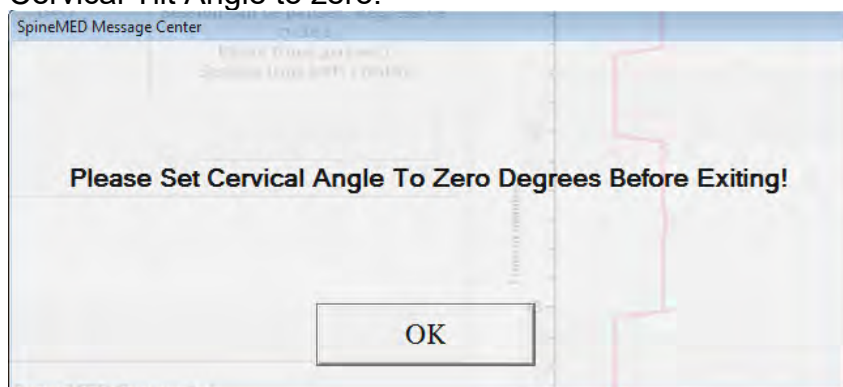 Cervical Tilt Angle to zero.
SpineMED Message Center
Please Set Cervical Angle To Zero Degrees Before Exiting!
OK